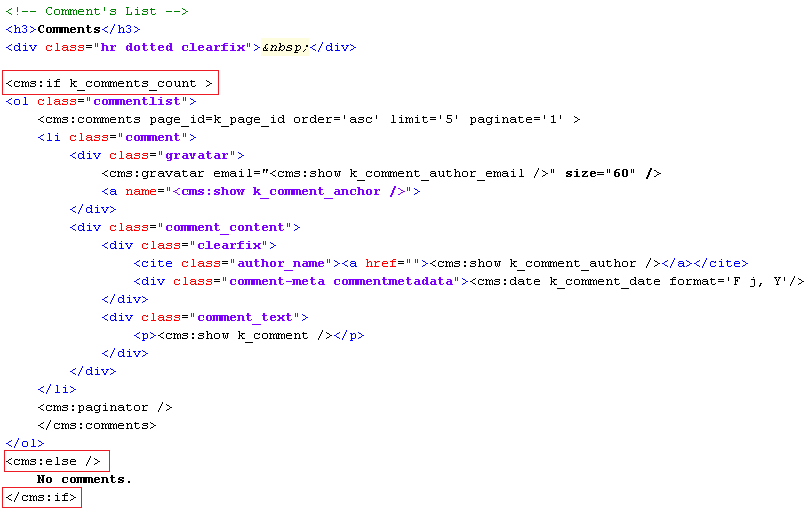 <!-- Comment's List -->
<h3>Comments</h3>
<div class="hr dotted clearfix">&nbsp;</div>
<cms:if k_comments_count >
<ol class="commentlist">
<cms:comments page_id=k_page_id order='asc' limit='5' paginate='1' >
<li class="comment">
<div class="gravatar">
<cms:gravatar email="<cms:show k_comment_author_email />" size="60" />
<a name="<cms:show k_comment_anchor />">
</div>
<div class="comment_content">
<div class="clearfix">
<cite class="author_name"><a href=""><cms:show k_comment_author /></a></cite>
<div class="comment-meta commentmetadata"><cms:date k_comment_date format='F j, Y'/>
</div>
<div class="comment_text">
<p><cms:show k_comment /></p>
</div>
</div>
</li>
<cms:paginator />
</cms:comments>
</ol>
<cms:else />
No comments.
</cms:if>